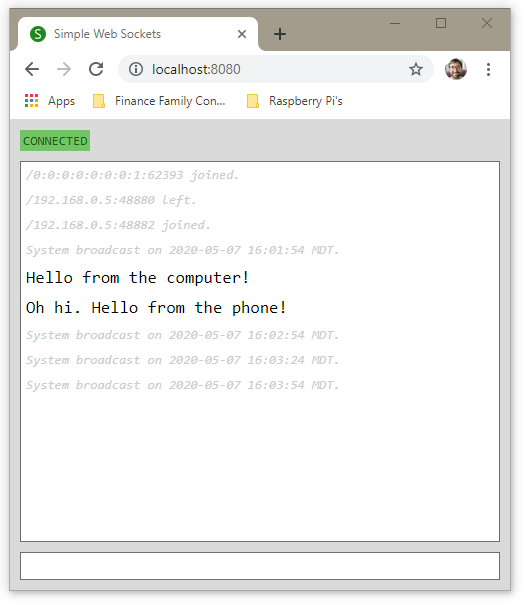 S Simple Web Sockets
localhost:8080
Apps Finance Family Con... Raspberry Pi's
CONNECTED
/0:0:0:0:0:0:0:1:62393 joined.
/192.168.0.5:48880 left.
/192.168.0.5:48882 joined.
System broadcast on 2020-05-07 16:01:54 MDT.
Hello from the computer!
Oh hi. Hello from the phone!
System broadcast on 2020-05-07 16:02:54 MDT.
System broadcast on 2020-05-07 16:03:24 MDT.
System broadcast on 2020-05-07 16:03:54 MDT.